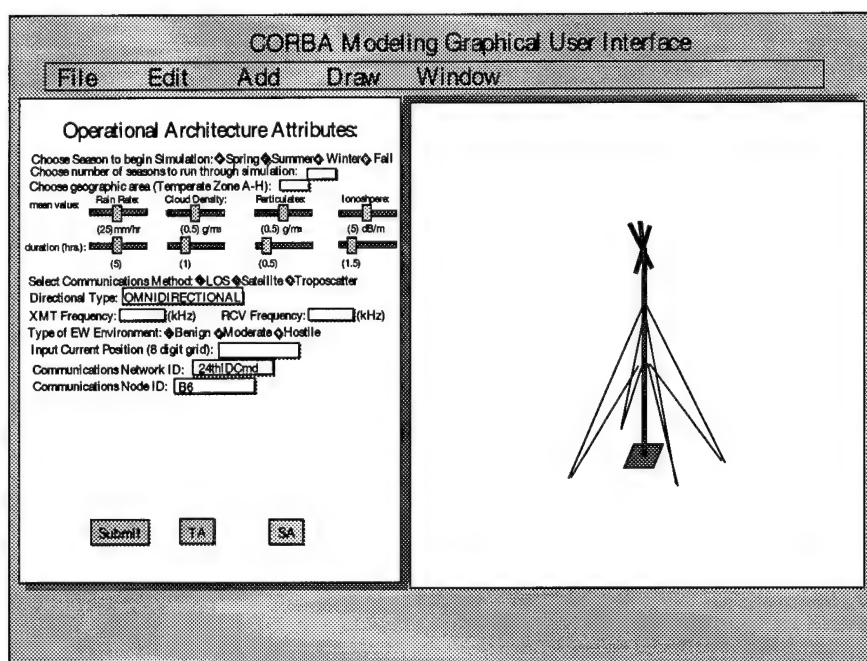 CORBA Modeling Graphical User Interface
File Edit Add Draw Window
Operational Architecture Attributes:
Choose Season to begin Simulation: Spring Summer Winter Fall
Choose number of seasons to run through simulation:
Choose geographic area (Temperate Zone A-H):
mean value: Rain Rate: Cloud Density: Particulates: Ionoshpere:
(25) mm/hr (0.5) g/m (0.5) g/m (5) dB/m
duration (hrs.):
(5) (1) (0.5) (1.5)
Select Communications Method: LOS Satellite Troposcatter
Directional Type: OMNIDIRECTIONAL
XMT Frequency: (kHz) RCV Frequency: (kHz)
Type of EW Environment: Benign Moderate Hostile
Input Current Position (8 digit grid):
Communications Network ID: 24thIDCmd
Communications Node ID: B6
Submit TA SA